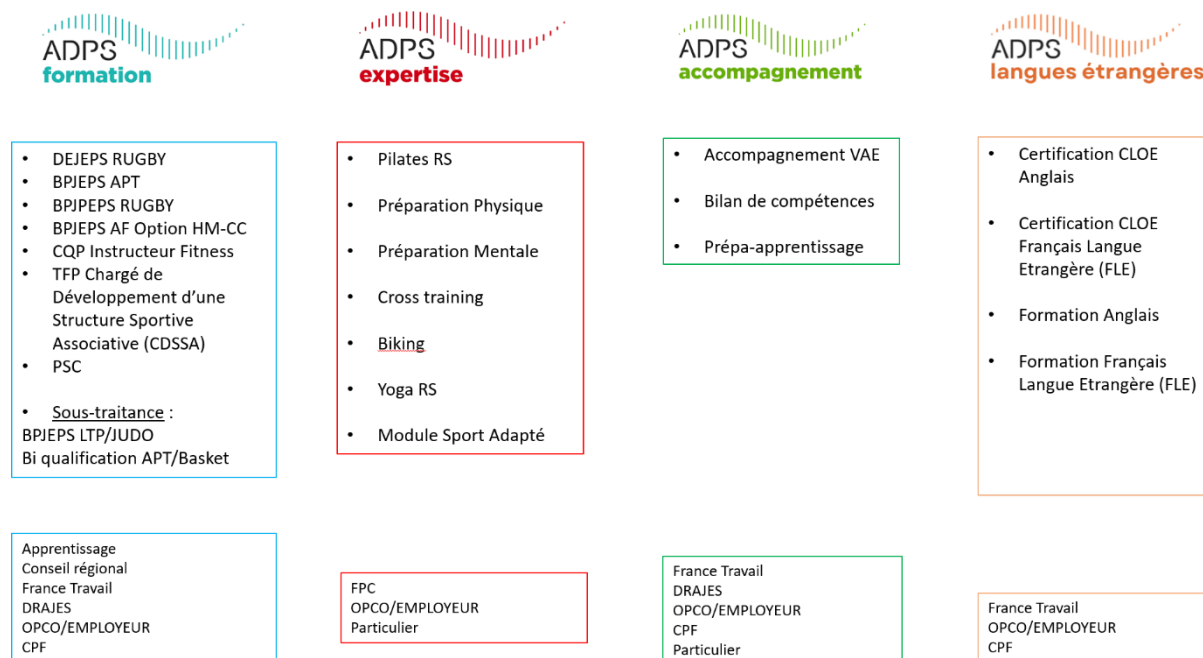 ADPS
formation
• DEJEPS RUGBY
• BPJEPS APT
• BPJPEPS RUGBY
• BPJEPS AF Option HM-CC
• CQP Instructeur Fitness
• TFP Chargé de
Développement d'une
Structure Sportive
Associative (CDSSA)
• PSC
• Sous-traitance :
BPJEPS LTP/JUDO
Bi qualification APT/Basket
Apprentissage
Conseil régional
France Travail
DRAJES
OPCO/EMPLOYEUR
CPF
ADPS
expertise
• Pilates RS
• Préparation Physique
• Préparation Mentale
• Cross training
• Biking
• Yoga RS
• Module Sport Adapté
FPC
OPCO/EMPLOYEUR
Particulier
ADPS
accompagnement
• Accompagnement VAE
• Bilan de compétences
• Prépa-apprentissage
France Travail
DRAJES
OPCO/EMPLOYEUR
CPF
Particulier
ADPS
langues étrangères
• Certification CLOE
Anglais
• Certification CLOE
Français Langue
Etrangère (FLE)
• Formation Anglais
• Formation Français
Langue Etrangère (FLE)
France Travail
OPCO/EMPLOYEUR
CPF